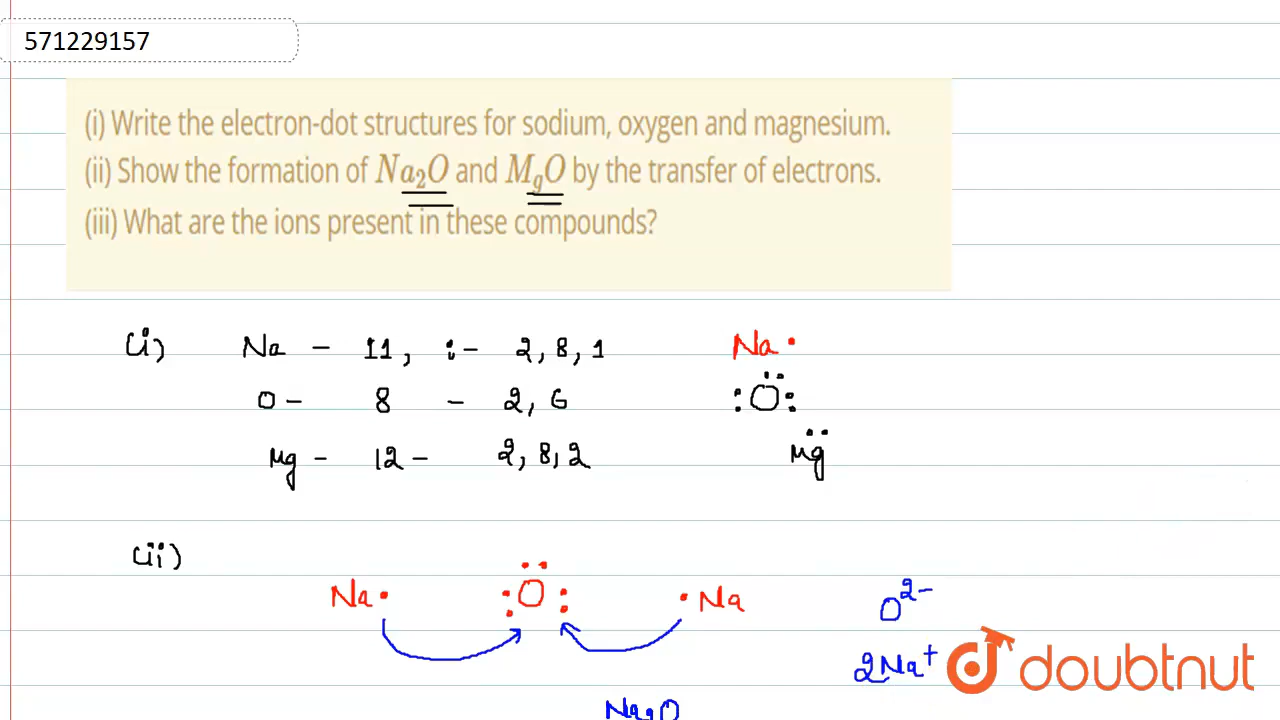 571229157
(i) Write the electron-dot structures for sodium, oxygen and magnesium.
(ii) Show the formation of Na₂O and MgO by the transfer of electrons.
(iii) What are the ions present in these compounds?
(i) Na – 11, :– 2, 8, 1 Na·
O – 8 – 2, 6 :Ö:
Mg – 12 – 2, 8, 2 M̈g
(ii)
Na· :Ö: ·Na O²⁻
2Na⁺
doubtnut
Na₂O